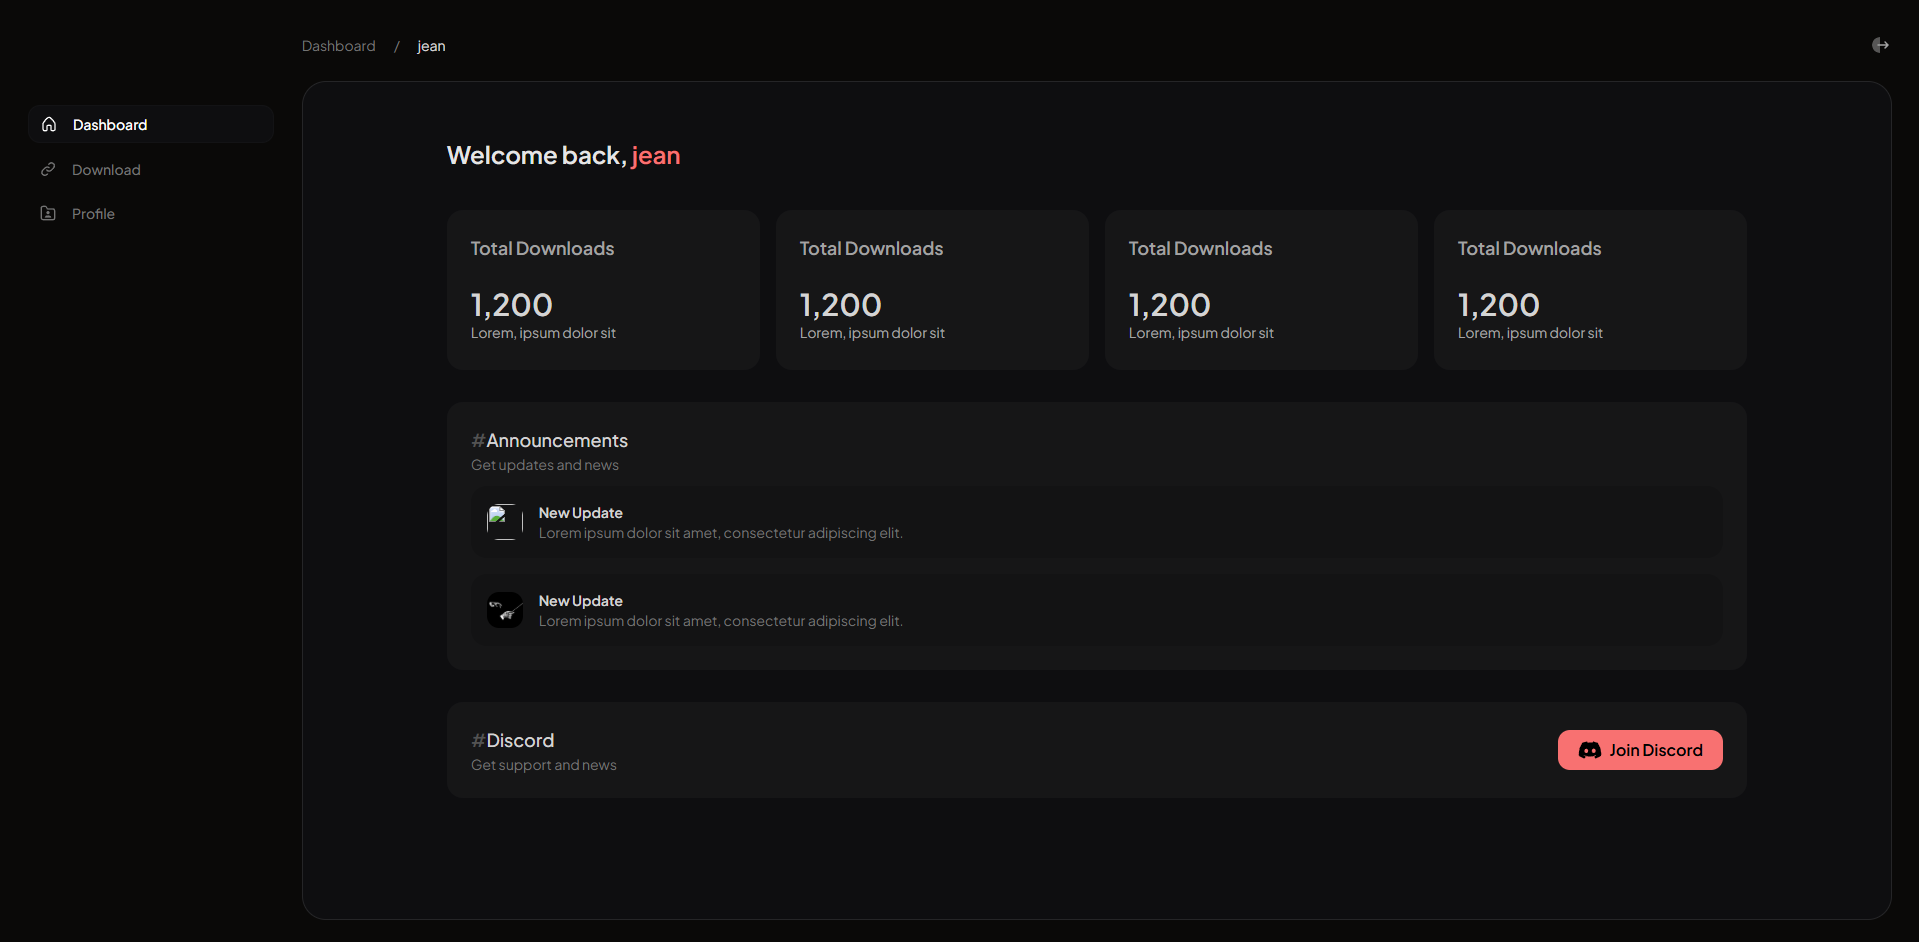 Dashboard / jean
Dashboard
Download
Profile
Welcome back, jean
Total Downloads
1,200
Lorem, ipsum dolor sit
Total Downloads
1,200
Lorem, ipsum dolor sit
Total Downloads
1,200
Lorem, ipsum dolor sit
Total Downloads
1,200
Lorem, ipsum dolor sit
#Announcements
Get updates and news
New Update
Lorem ipsum dolor sit amet, consectetur adipiscing elit.
New Update
Lorem ipsum dolor sit amet, consectetur adipiscing elit.
#Discord
Get support and news
Join Discord